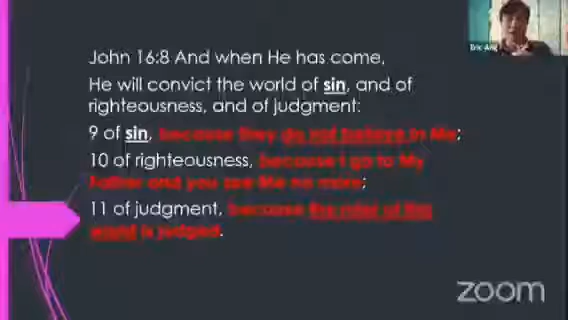 Eric Ang
John 16:8 And when He has come,
He will convict the world of sin, and of
righteousness, and of judgment:
9 of sin, because they do not believe in Me;
10 of righteousness, because I go to My
Father and you see Me no more;
11 of judgment, because the ruler of this
world is judged.
zoom